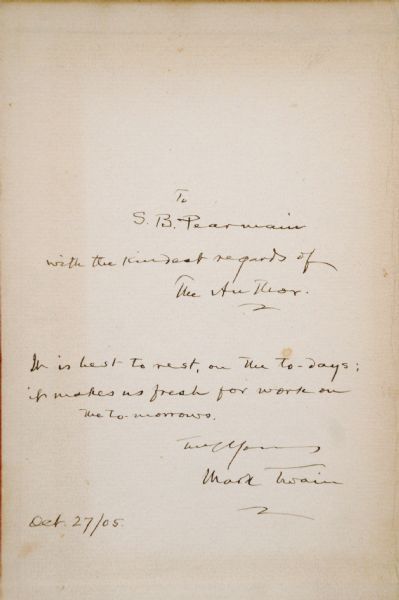 To
S. B. Pearmain
with the kindest regards of
The Author.
It is best to rest, on the to-days;
it makes us fresh for work on
the to-morrows.
Truly Yours
Mark Twain
Oct. 27/05.